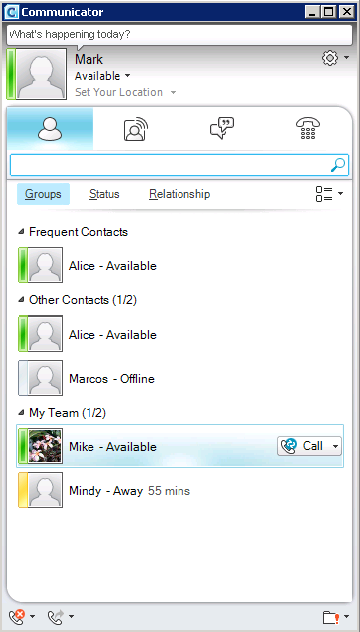 Communicator
What's happening today?
Mark
Available
Set Your Location
Groups Status Relationship
Frequent Contacts
Alice - Available
Other Contacts (1/2)
Alice - Available
Marcos - Offline
My Team (1/2)
Mike - Available Call
Mindy - Away 55 mins